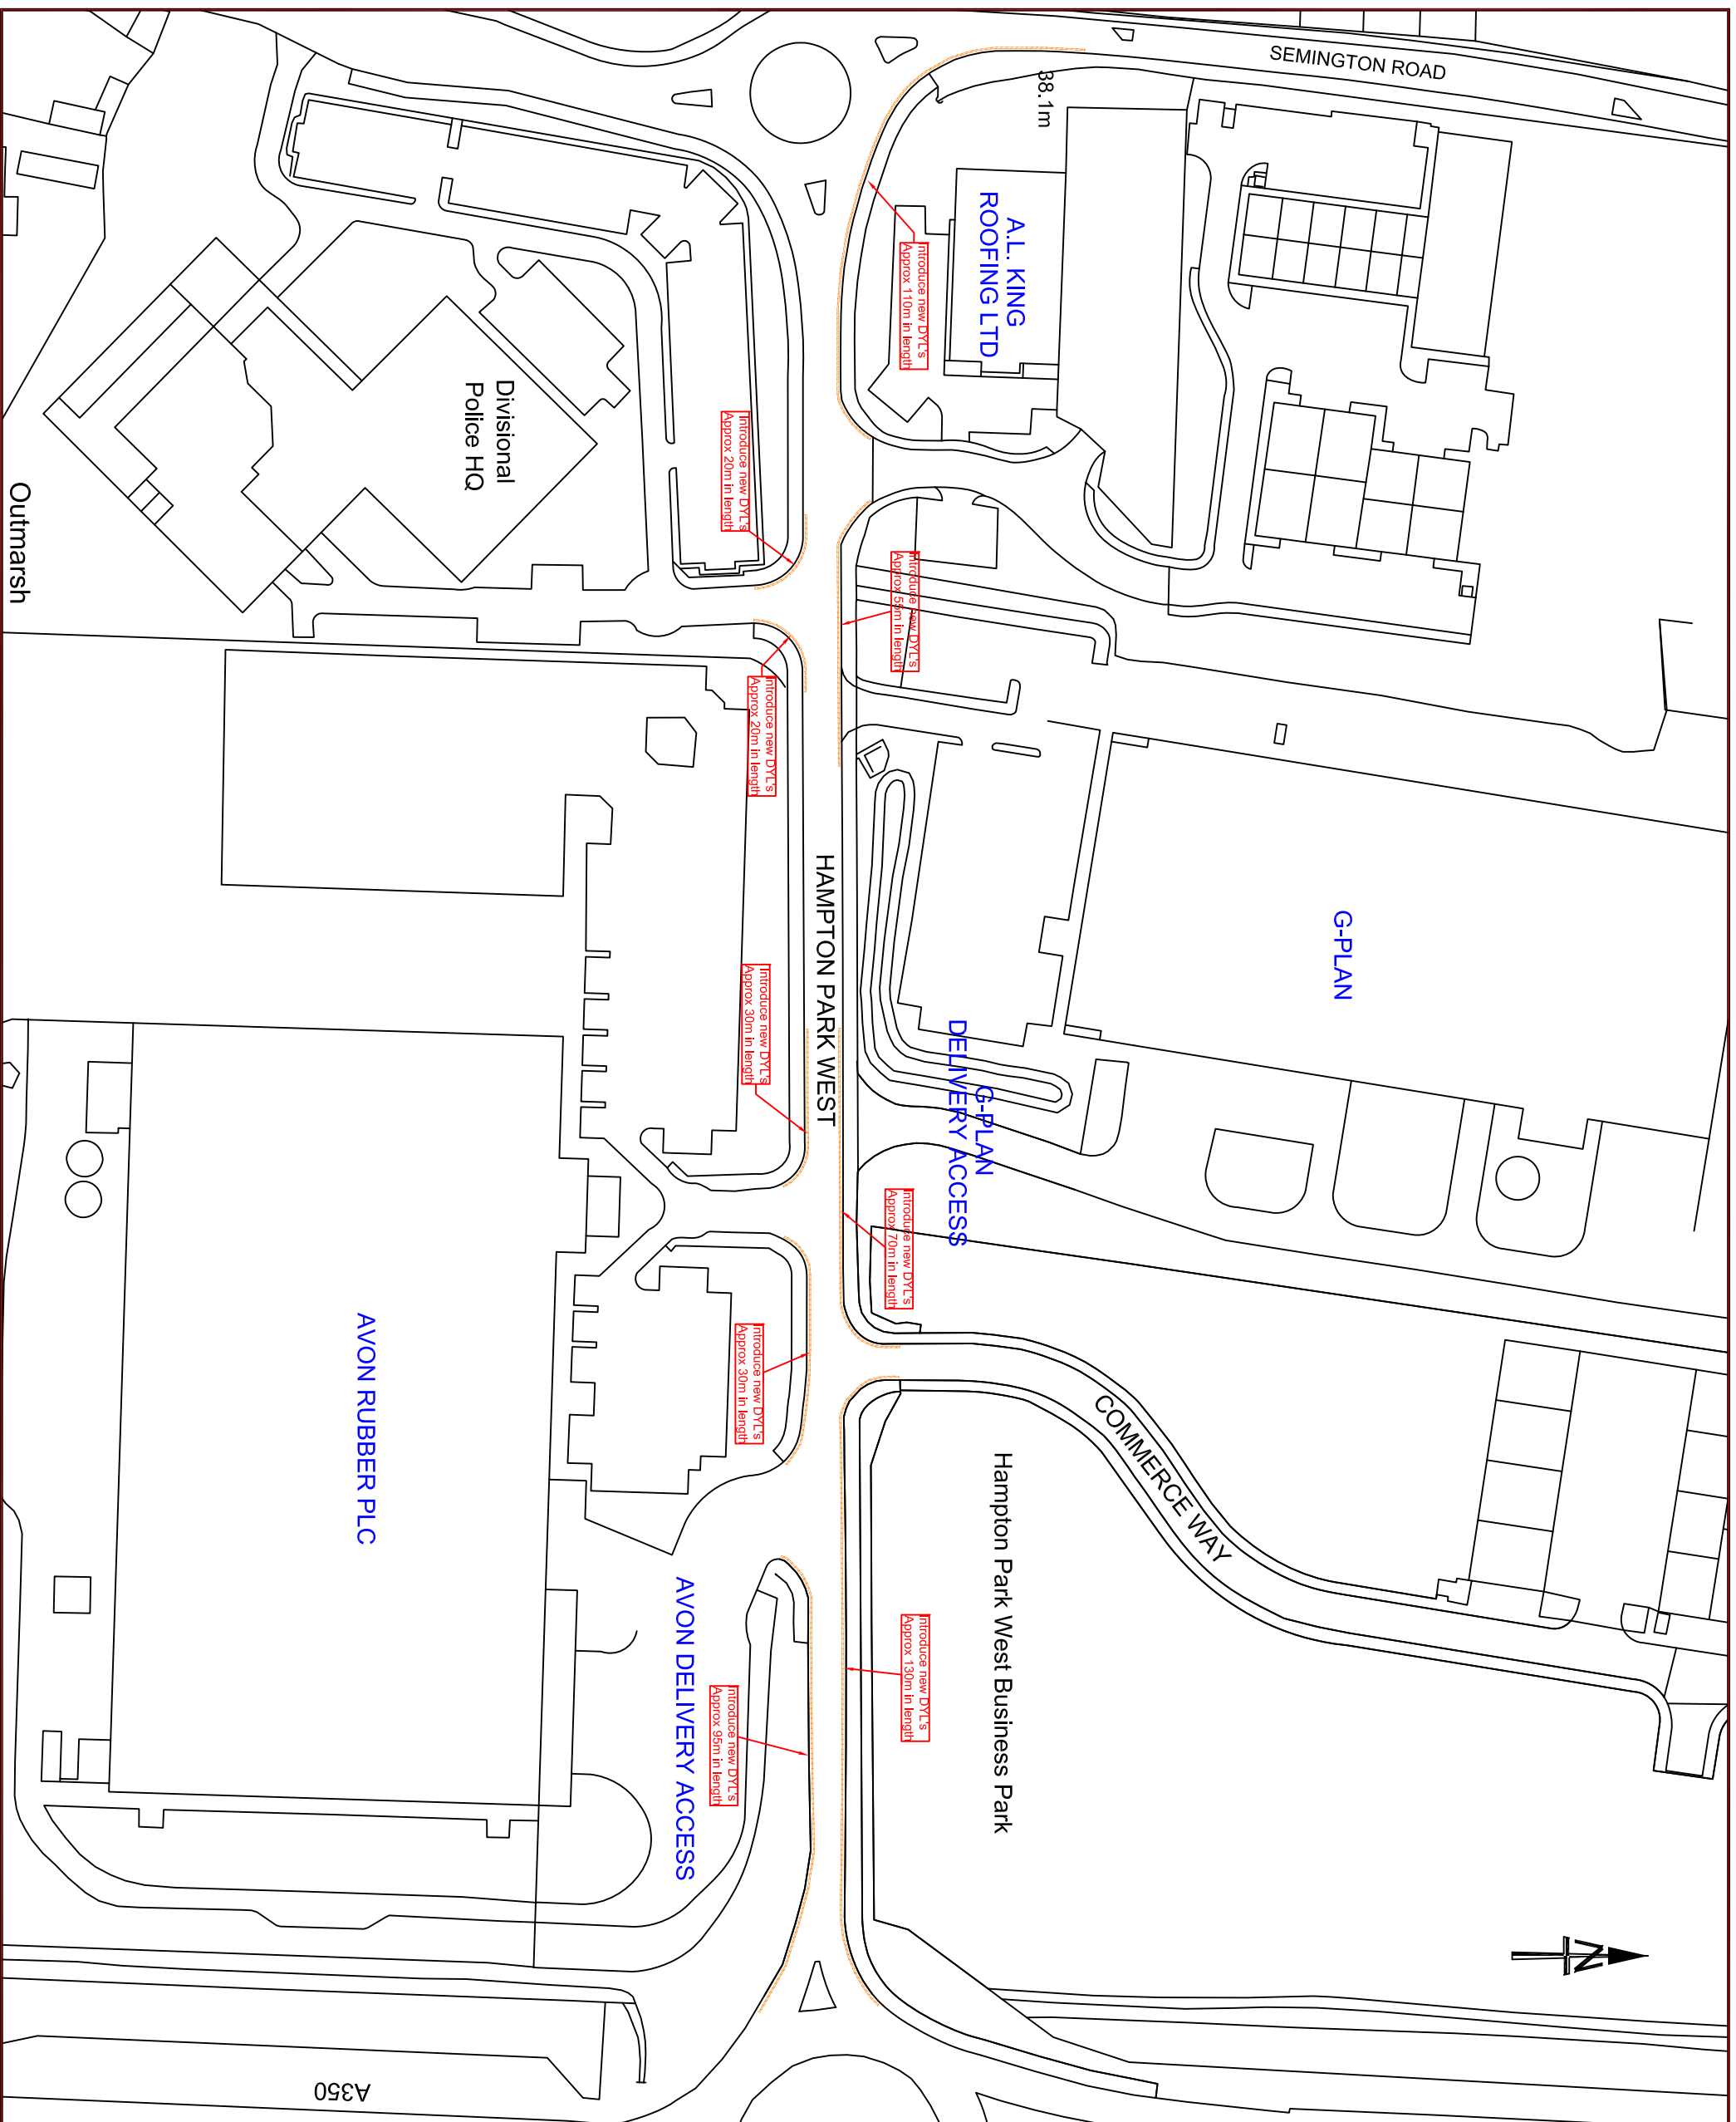 SEMINGTON ROAD
38.1m
A.L. KING
ROOFING LTD
Introduce new DYL's
Approx 110m in length
Divisional
Police HQ
Outmarsh
Introduce new DYL's
Approx 20m in length
Introduce new DYL's
Approx 55m in length
Introduce new DYL's
Approx 20m in length
HAMPTON PARK WEST
G-PLAN
G-PLAN
DELIVERY ACCESS
Introduce new DYL's
Approx 30m in length
Introduce new DYL's
Approx 70m in length
Introduce new DYL's
Approx 30m in length
AVON RUBBER PLC
COMMERCE WAY
Hampton Park West Business Park
Introduce new DYL's
Approx 130m in length
AVON DELIVERY ACCESS
Introduce new DYL's
Approx 95m in length
N
A350